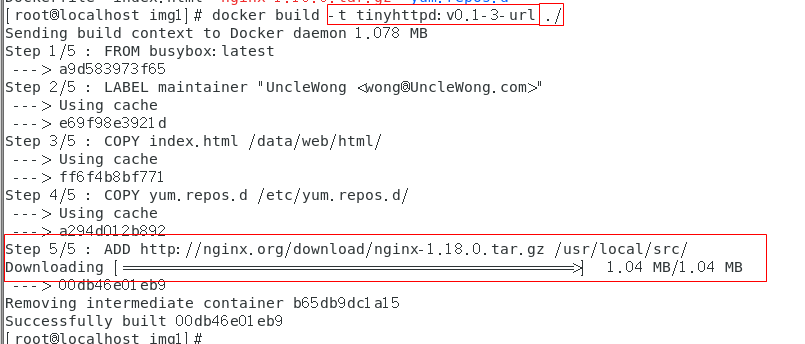 [root@localhost img1]# docker build -t tinyhttpd:v0.1-3-url ./
Sending build context to Docker daemon 1.078 MB
Step 1/5 : FROM busybox:latest
---> a9d583973f65
Step 2/5 : LABEL maintainer "UncleWong <wong@UncleWong.com>"
---> Using cache
---> e69f98e3921d
Step 3/5 : COPY index.html /data/web/html/
---> Using cache
---> ff6f4b8bf771
Step 4/5 : COPY yum.repos.d /etc/yum.repos.d/
---> Using cache
---> a294d012b892
Step 5/5 : ADD http://nginx.org/download/nginx-1.18.0.tar.gz /usr/local/src/
Downloading [==================================================>] 1.04 MB/1.04 MB
---> 00db46e01eb9
Removing intermediate container b65db9dc1a15
Successfully built 00db46e01eb9
[root@localhost img1]#